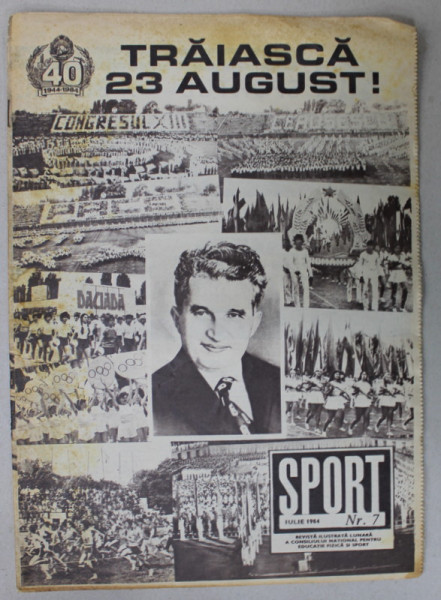 40
1944-1984
TRĂIASCĂ
23 AUGUST!
CONGRESUL XIII
CEAUȘESCU
DACIADA
SPORT
IULIE 1984
Nr. 7
REVISTĂ ILUSTRATĂ LUNARĂ
A CONSILIULUI NAȚIONAL PENTRU
EDUCAȚIE FIZICĂ ȘI SPORT